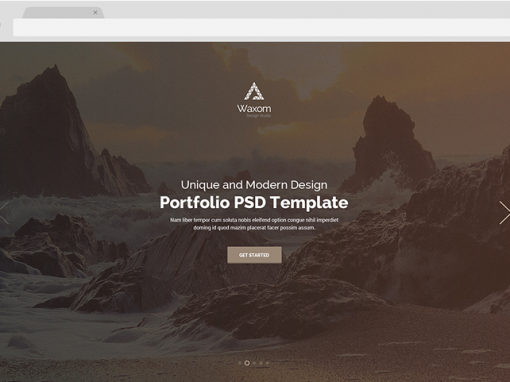 Waxom
Design Studio
Unique and Modern Design
Portfolio PSD Template
Nam liber tempor cum soluta nobis eleifend option congue nihil imperdiet
doming id quod mazim placerat facer possim assum.
GET STARTED